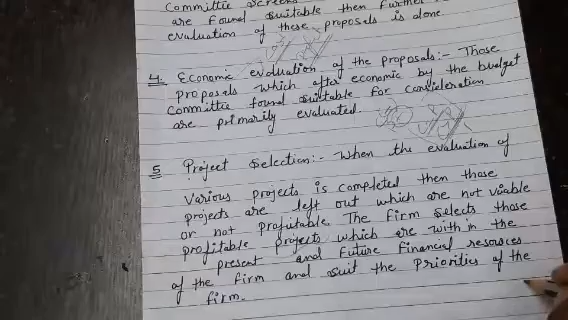 Committee screens
are found suitable then further
evaluation of these proposals is done
4. Economic evaluation of the proposals:- Those
proposals which after economic by the budget
committee found suitable for consideration
are primarily evaluated.
5 Project Selection:- When the evaluation of
Various projects is completed then those
projects are left out which are not viable
or not profitable. The firm selects those
profitable projects which are with in the
present and future financial resources
of the firm and suit the priorities of the
firm.